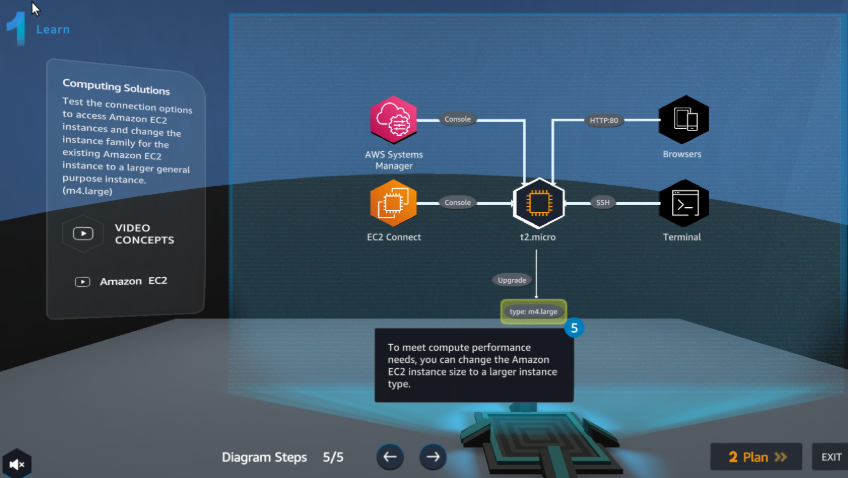 1
Learn
Computing Solutions
Test the connection options
to access Amazon EC2
instances and change the
instance family for the
existing Amazon EC2
instance to a larger general
purpose instance.
(m4.large)
VIDEO
CONCEPTS
Amazon EC2
Console
HTTP:80
AWS Systems
Manager
Browsers
Console
SSH
EC2 Connect
t2.micro
Terminal
Upgrade
type: m4.large
5
To meet compute performance
needs, you can change the Amazon
EC2 instance size to a larger instance
type.
Diagram Steps 5/5
2 Plan
EXIT